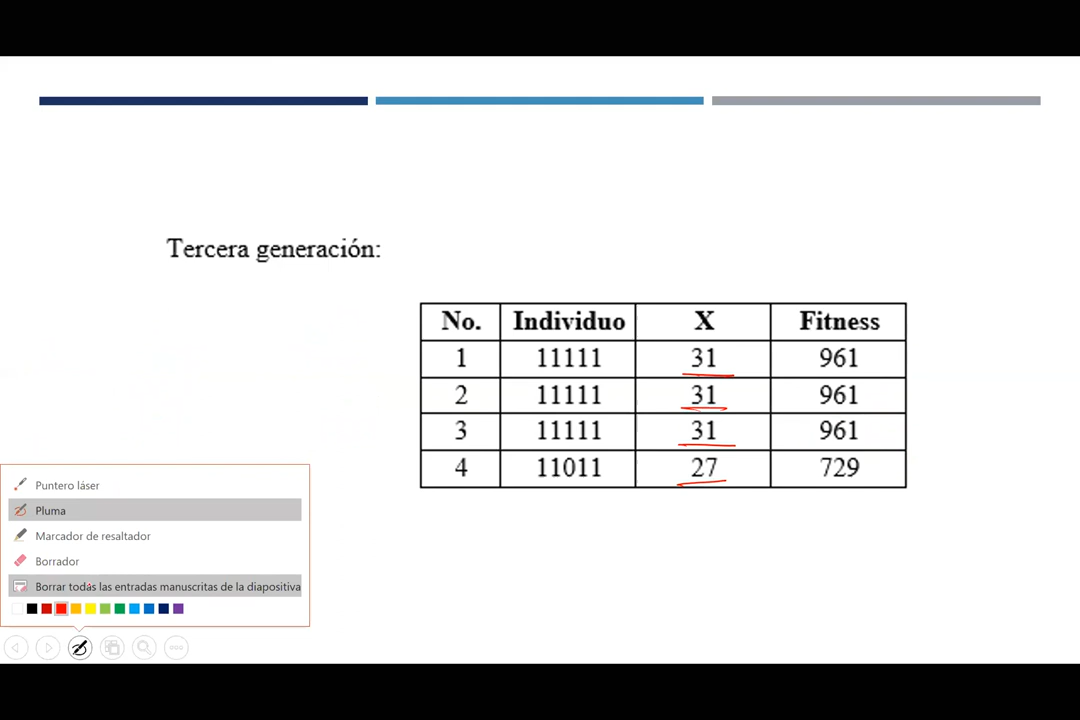 Tercera generación:
No. Individuo X Fitness
1 11111 31 961
2 11111 31 961
3 11111 31 961
4 11011 27 729
Puntero láser
Pluma
Marcador de resaltador
Borrador
Borrar todas las entradas manuscritas de la diapositiva